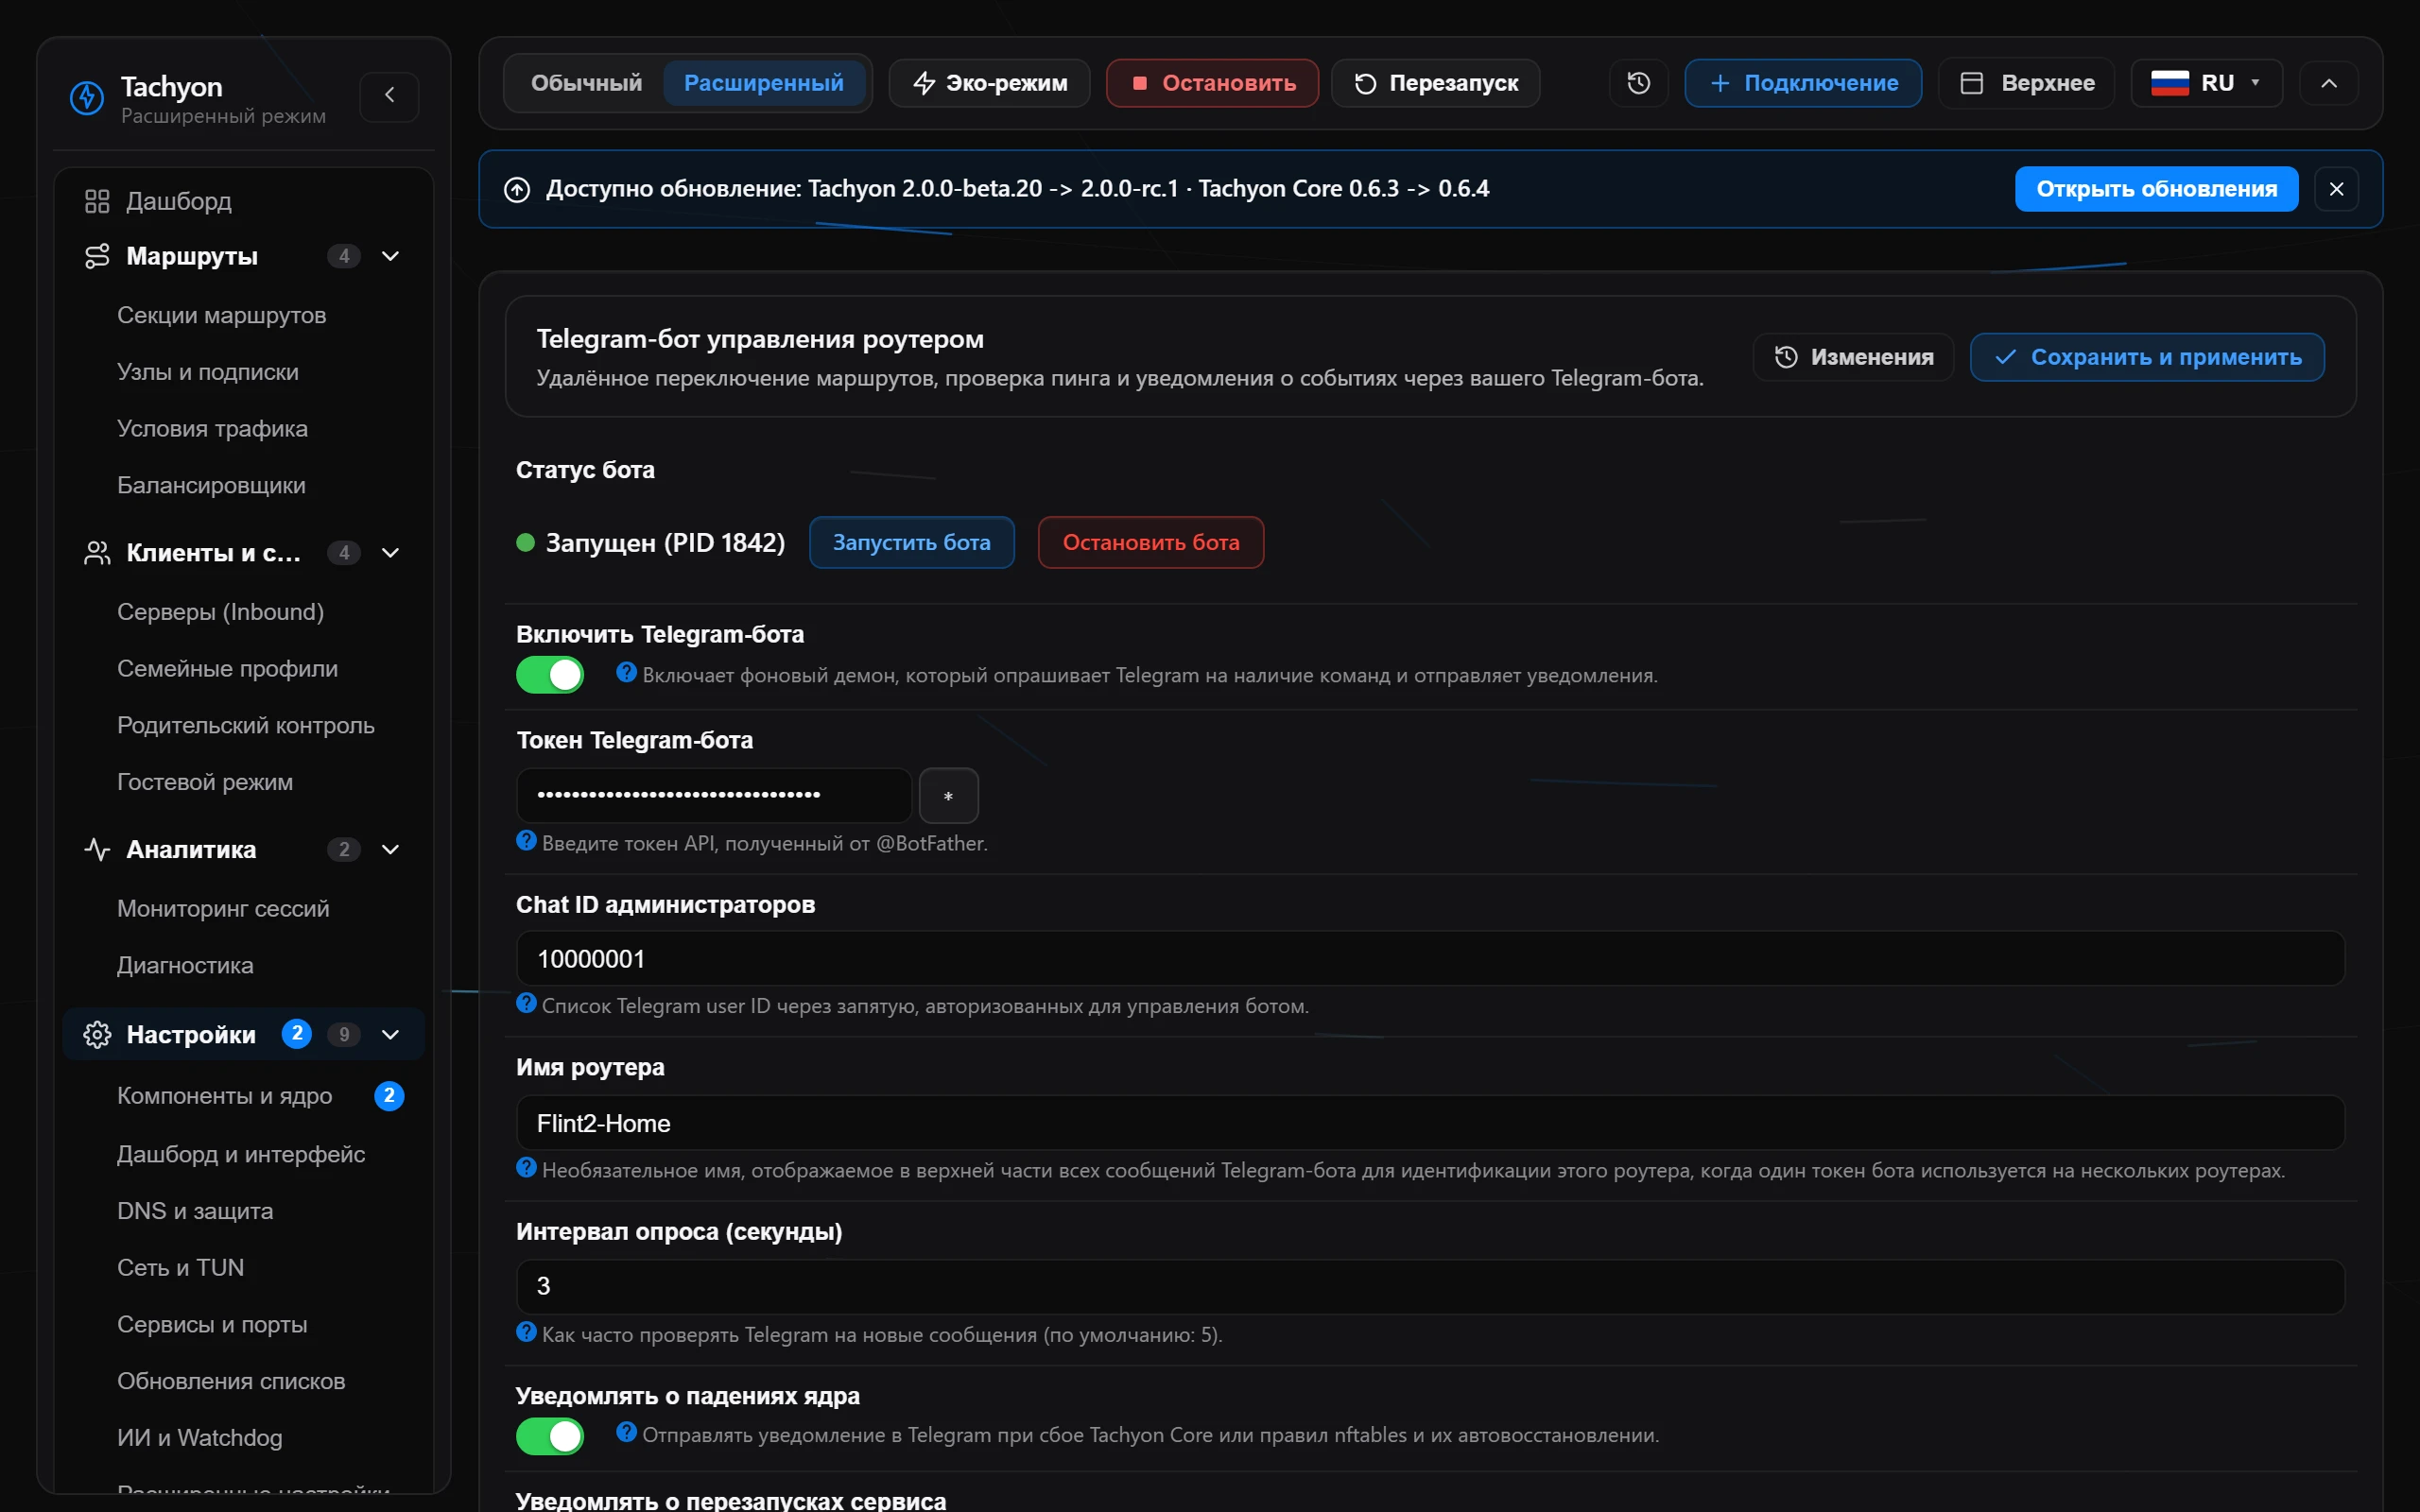 Tachyon
Расширенный режим
Дашборд
Маршруты 4
Секции маршрутов
Узлы и подписки
Условия трафика
Балансировщики
Клиенты и с... 4
Серверы (Inbound)
Семейные профили
Родительский контроль
Гостевой режим
Аналитика 2
Мониторинг сессий
Диагностика
Настройки 2 9
Компоненты и ядро 2
Дашборд и интерфейс
DNS и защита
Сеть и TUN
Сервисы и порты
Обновления списков
ИИ и Watchdog
Расширенные настройки
Обычный Расширенный Эко-режим Остановить Перезапуск Подключение Верхнее RU
Доступно обновление: Tachyon 2.0.0-beta.20 -> 2.0.0-rc.1 · Tachyon Core 0.6.3 -> 0.6.4 Открыть обновления
Telegram-бот управления роутером
Удалённое переключение маршрутов, проверка пинга и уведомления о событиях через вашего Telegram-бота.
Изменения Сохранить и применить
Статус бота
Запущен (PID 1842) Запустить бота Остановить бота
Включить Telegram-бота
Включает фоновый демон, который опрашивает Telegram на наличие команд и отправляет уведомления.
Токен Telegram-бота
••••••••••••••••••••••••••••••••• *
Введите токен API, полученный от @BotFather.
Chat ID администраторов
10000001
Список Telegram user ID через запятую, авторизованных для управления ботом.
Имя роутера
Flint2-Home
Необязательное имя, отображаемое в верхней части всех сообщений Telegram-бота для идентификации этого роутера, когда один токен бота используется на нескольких роутерах.
Интервал опроса (секунды)
3
Как часто проверять Telegram на новые сообщения (по умолчанию: 5).
Уведомлять о падениях ядра
Отправлять уведомление в Telegram при сбое Tachyon Core или правил nftables и их автовосстановлении.
Уведомлять о перезапусках сервиса